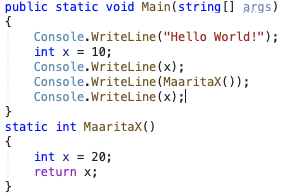 public static void Main(string[] args)
{
    Console.WriteLine("Hello World!");
    int x = 10;
    Console.WriteLine(x);
    Console.WriteLine(MaaritaX());
    Console.WriteLine(x);
}
static int MaaritaX()
{
    int x = 20;
    return x;
}